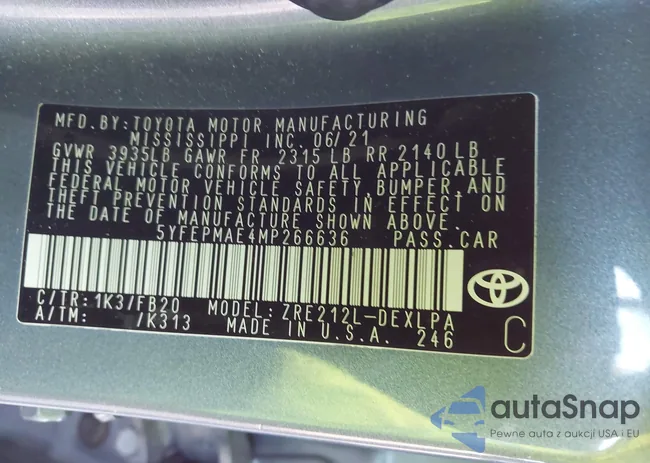 MFD.BY:TOYOTA MOTOR MANUFACTURING
MISSISSIPPI INC. 06/21
GVWR 3935LB GAWR FR 2315 LB RR 2140 LB
THIS VEHICLE CONFORMS TO ALL APPLICABLE
FEDERAL MOTOR VEHICLE SAFETY,BUMPER,AND
THEFT PREVENTION STANDARDS IN EFFECT ON
THE DATE OF MANUFACTURE SHOWN ABOVE.
5YFEPMAE4MP266636 PASS.CAR
C/TR:1K3/FB20 MODEL:ZRE212L-DEXLPA
A/TM: /K313 MADE IN U.S.A. 246
C
autaSnap
Pewne auta z aukcji USA i EU